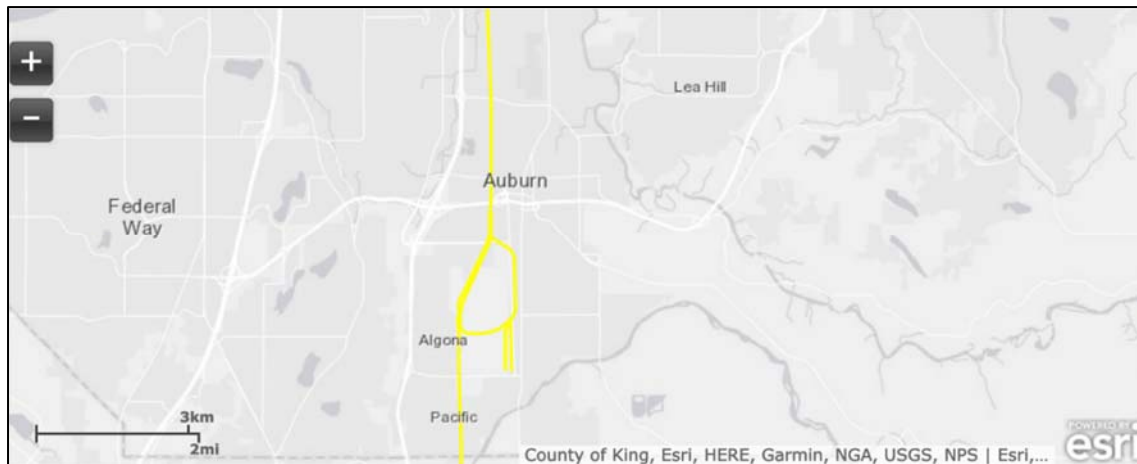 +
−
Lea Hill
Auburn
Federal
Way
Algona
Pacific
3km
2mi
County of King, Esri, HERE, Garmin, NGA, USGS, NPS | Esri,...
POWERED BY
esri